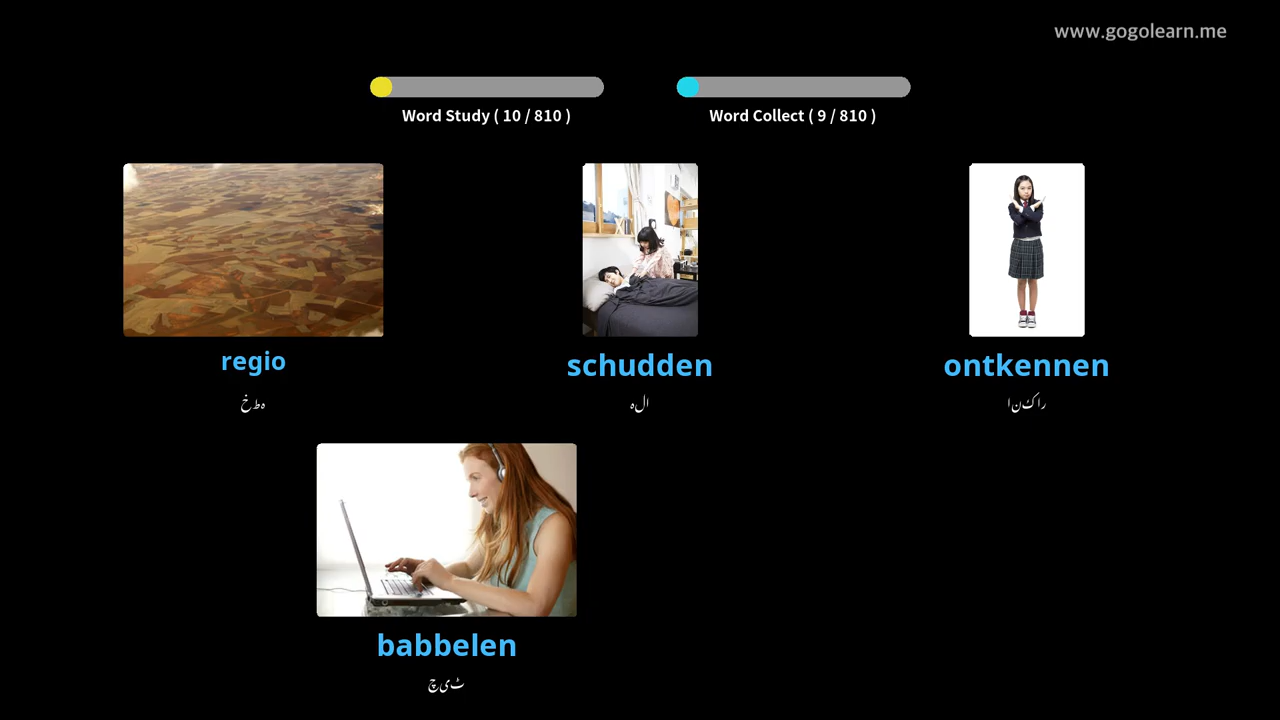 www.gogolearn.me
Word Study ( 10 / 810 )
Word Collect ( 9 / 810 )
regio
ہطخ
schudden
الہ
ontkennen
راکنا
babbelen
ٹیچ